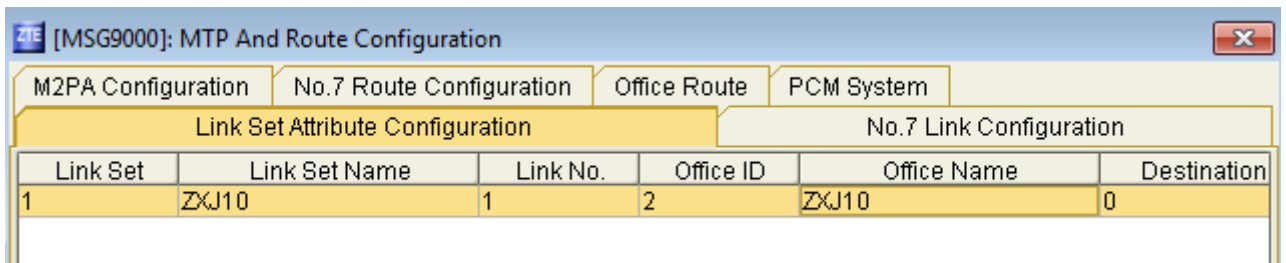 ZTE [MSG9000]: MTP And Route Configuration
M2PA Configuration No.7 Route Configuration Office Route PCM System
Link Set Attribute Configuration No.7 Link Configuration
Link Set Link Set Name Link No. Office ID Office Name Destination
1 ZXJ10 1 2 ZXJ10 0